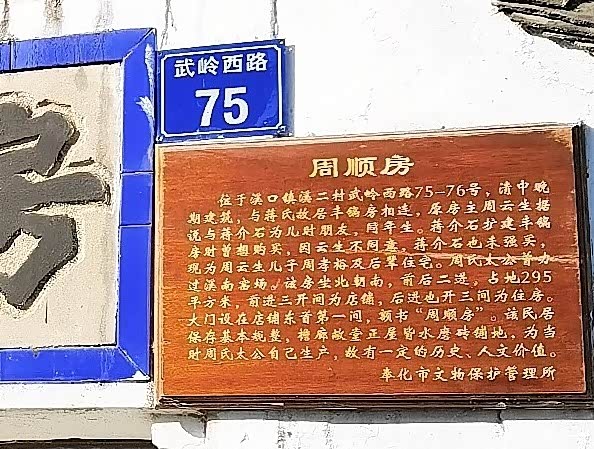 武岭西路
75
房
周顺房
位于溪口镇溪二村武岭西路75-76号，清中晚
期建筑，与蒋氏故居丰镐房相连，原房主周云生据
说与蒋介石为儿时朋友，同年生。蒋介石扩建丰镐
房时曾想购买，因云生不同意，蒋介石也未强买，
现为周云生儿子周孝裕及后辈住宅。周氏太公曾力
过溪南窑场。该房坐北朝南，前后二进，占地295
平方米，前进三开间为店铺，后进也开三间为住房。
大门设在店铺东首第一间，额书“周顺房”。该民居
保存基本规整，檐廊敞堂正屋皆水磨砖铺地，为当
时周氏太公自己生产，故有一定的历史、人文价值。
奉化市文物保护管理所